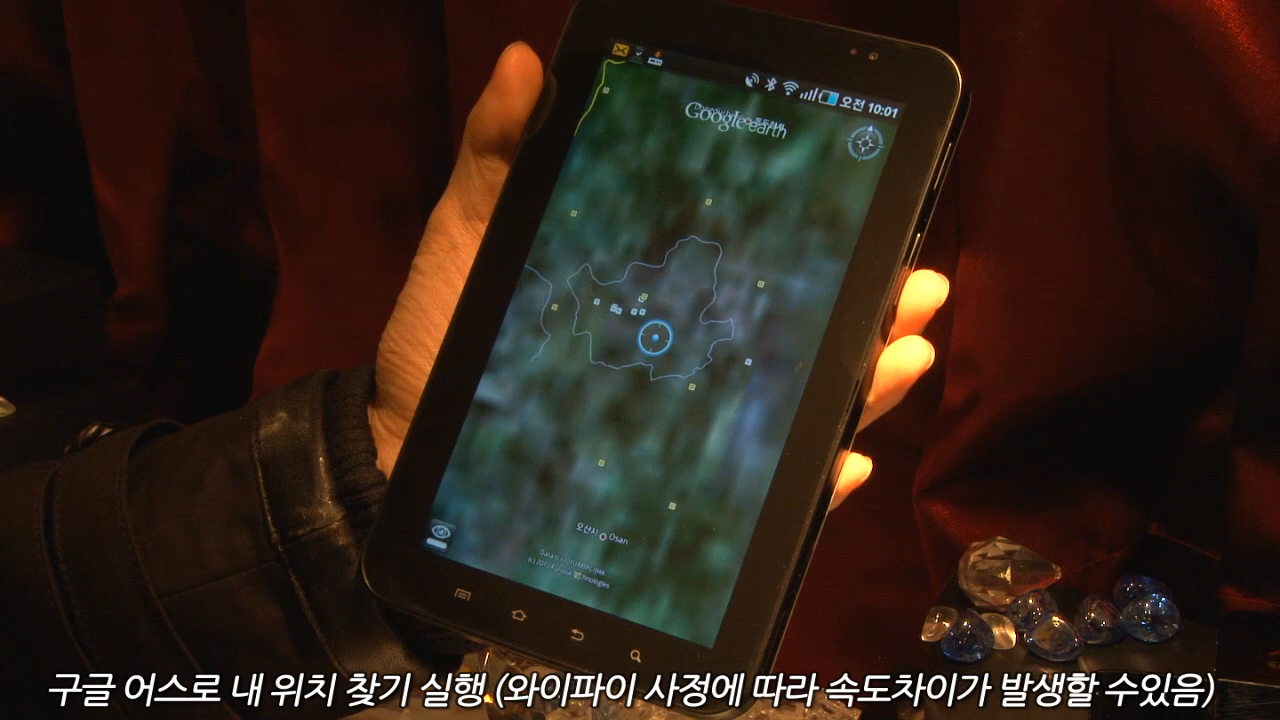 오전 10:01
Google earth
오산시 Osan
구글 어스로 내 위치 찾기 실행 (와이파이 사정에 따라 속도차이가 발생할 수있음)